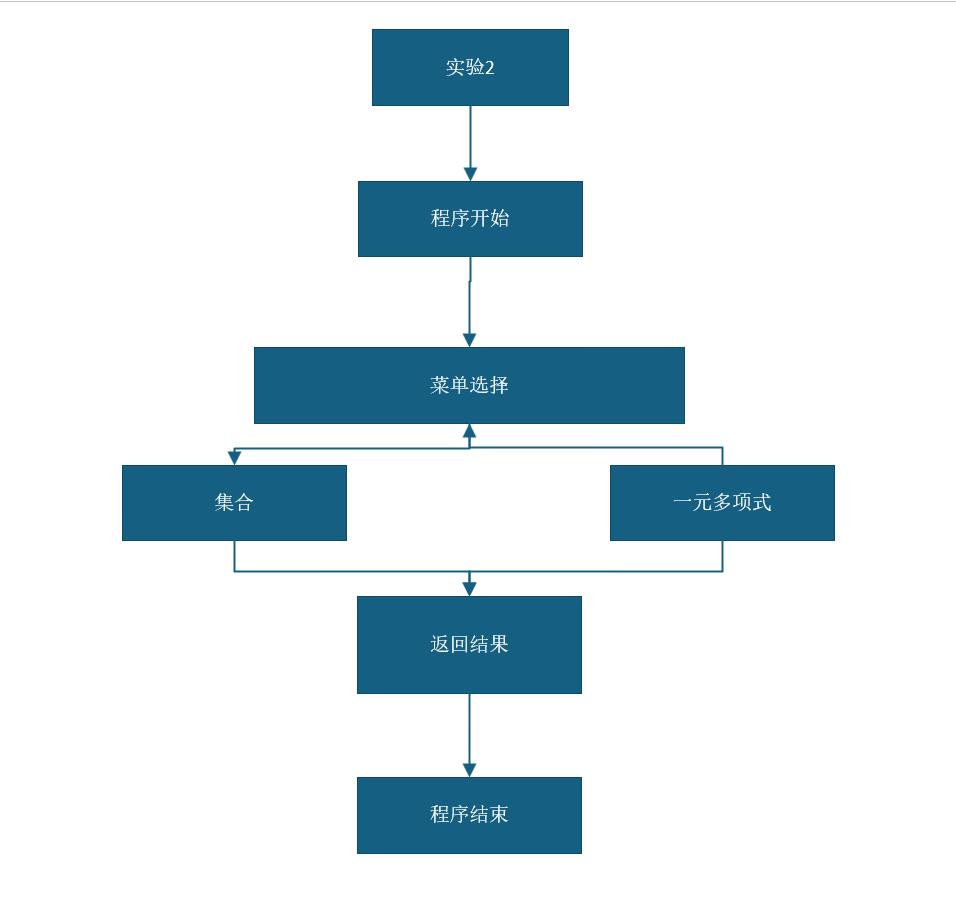 实验2
程序开始
菜单选择
集合
一元多项式
返回结果
程序结束